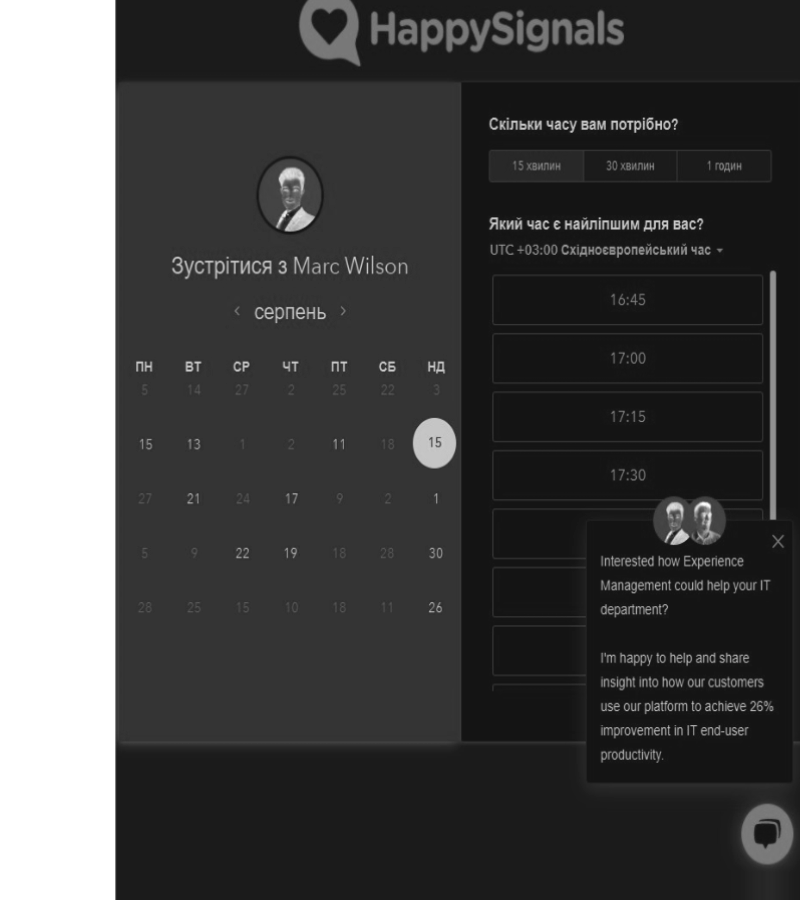 HappySignals
Зустрітися з Marc Wilson
серпень
ПН ВТ СР ЧТ ПТ СБ НД
5 14 27 2 25 22 3
15 13 1 2 11 18 15
27 21 24 17 9 2 1
5 9 22 19 18 28 30
28 25 15 10 18 11 26
Скільки часу вам потрібно?
15 хвилин 30 хвилин 1 годин
Який час є найліпшим для вас?
UTC +03:00 Східноєвропейський час
16:45
17:00
17:15
17:30
Interested how Experience
Management could help your IT
department?
I'm happy to help and share
insight into how our customers
use our platform to achieve 26%
improvement in IT end-user
productivity.